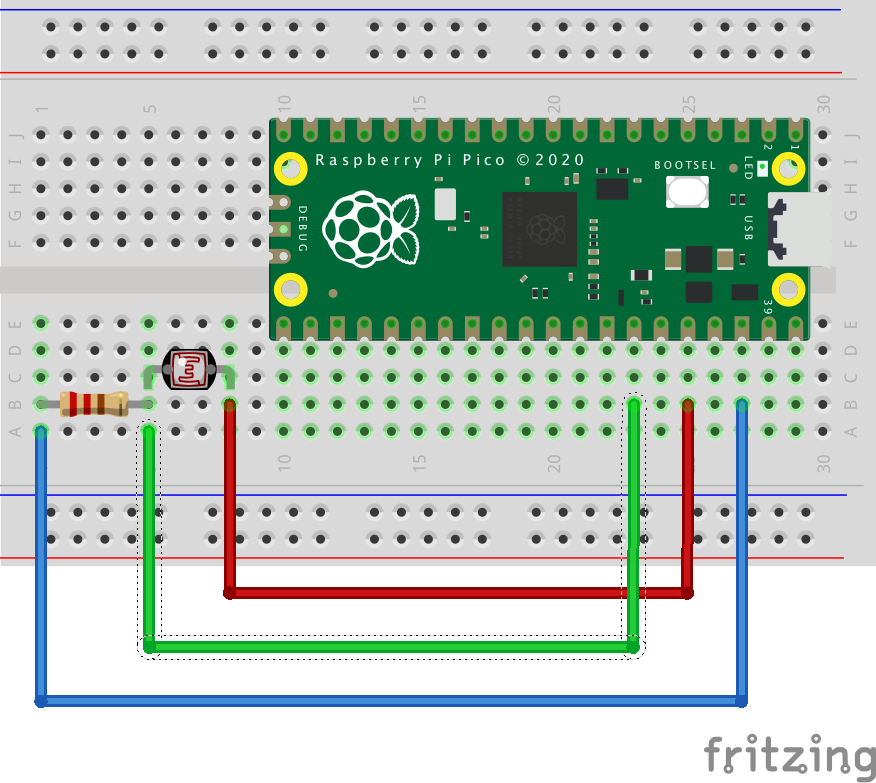 1 5 10 15 20 25 30
J J
I I
H H
G G
F F
Raspberry Pi Pico ©2020
BOOTSEL
LED
2
1
DEBUG
USB
39
E E
D D
C C
B B
A A
10 15 20 30
fritzing